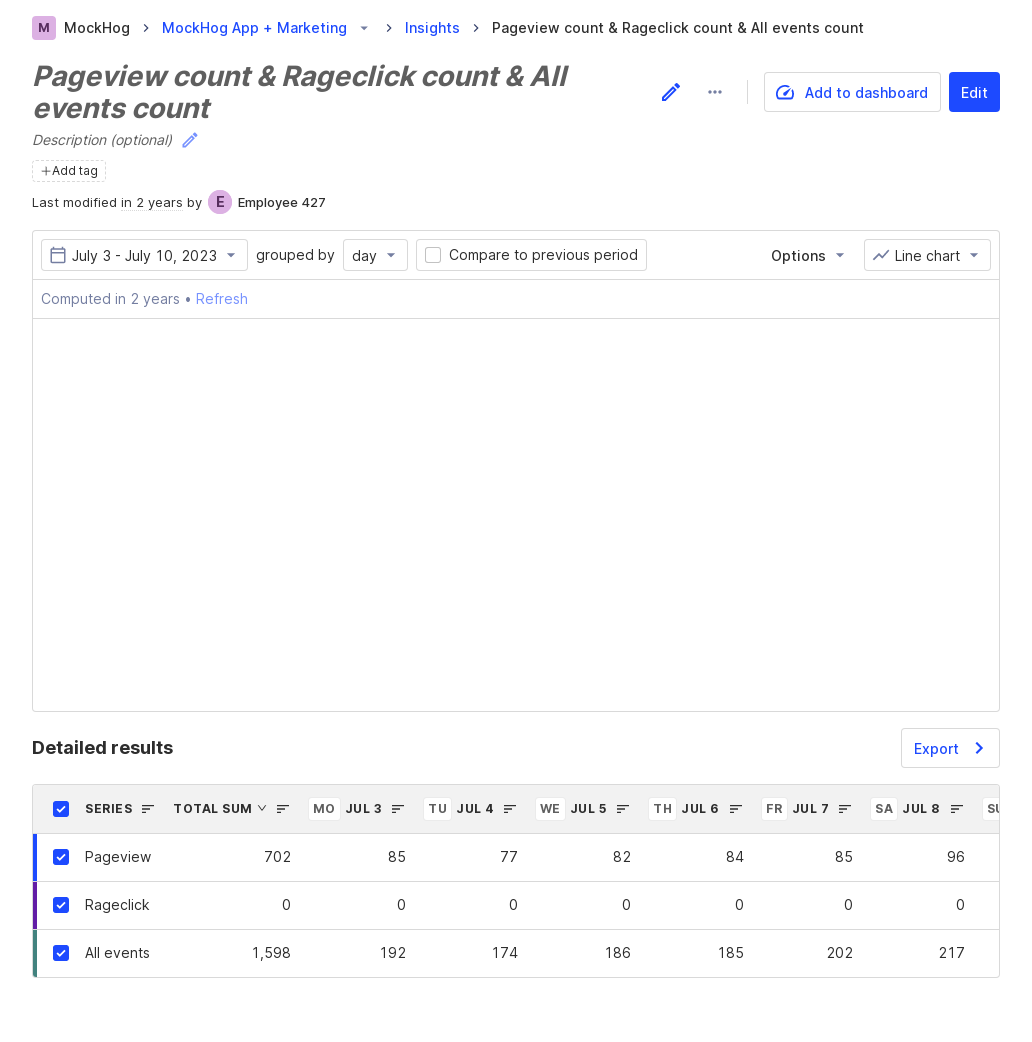 M MockHog > MockHog App + Marketing > Insights > Pageview count & Rageclick count & All events count
Pageview count & Rageclick count & All
events count
Add to dashboard
Edit
Description (optional)
+Add tag
Last modified in 2 years by E Employee 427
July 3 - July 10, 2023 grouped by day Compare to previous period Options Line chart
Computed in 2 years • Refresh
Detailed results
Export
SERIES TOTAL SUM MO JUL 3 TU JUL 4 WE JUL 5 TH JUL 6 FR JUL 7 SA JUL 8
Pageview 702 85 77 82 84 85 96
Rageclick 0 0 0 0 0 0 0
All events 1,598 192 174 186 185 202 217